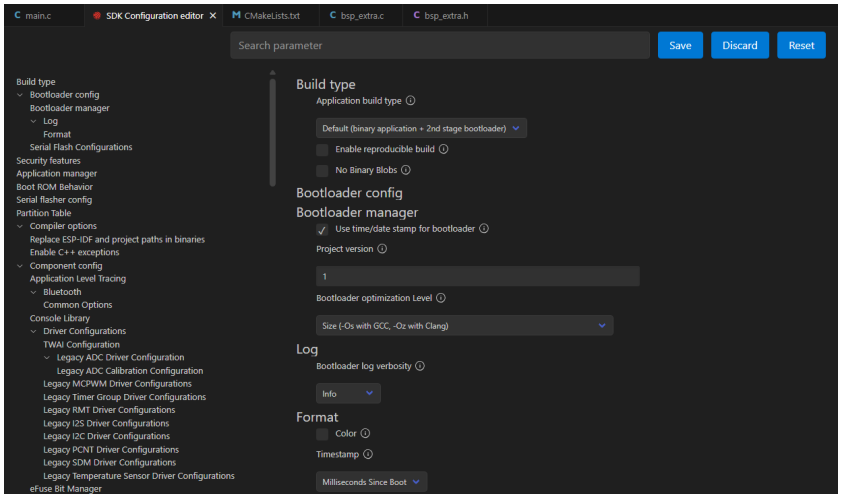 main.c
SDK Configuration editor
CMakeLists.txt
bsp_extra.c
bsp_extra.h
Search parameter
Save
Discard
Reset
Build type
Bootloader config
Bootloader manager
Log
Format
Serial Flash Configurations
Security features
Application manager
Boot ROM Behavior
Serial flasher config
Partition Table
Compiler options
Replace ESP-IDF and project paths in binaries
Enable C++ exceptions
Component config
Application Level Tracing
Bluetooth
Common Options
Console Library
Driver Configurations
TWAI Configuration
Legacy ADC Driver Configuration
Legacy ADC Calibration Configuration
Legacy MCPWM Driver Configurations
Legacy Timer Group Driver Configurations
Legacy RMT Driver Configurations
Legacy I2S Driver Configurations
Legacy I2C Driver Configurations
Legacy PCNT Driver Configurations
Legacy SDM Driver Configurations
Legacy Temperature Sensor Driver Configurations
eFuse Bit Manager
Build type
Application build type
Default (binary application + 2nd stage bootloader)
Enable reproducible build
No Binary Blobs
Bootloader config
Bootloader manager
Use time/date stamp for bootloader
Project version
1
Bootloader optimization Level
Size (-Os with GCC, -Oz with Clang)
Log
Bootloader log verbosity
Info
Format
Color
Timestamp
Milliseconds Since Boot